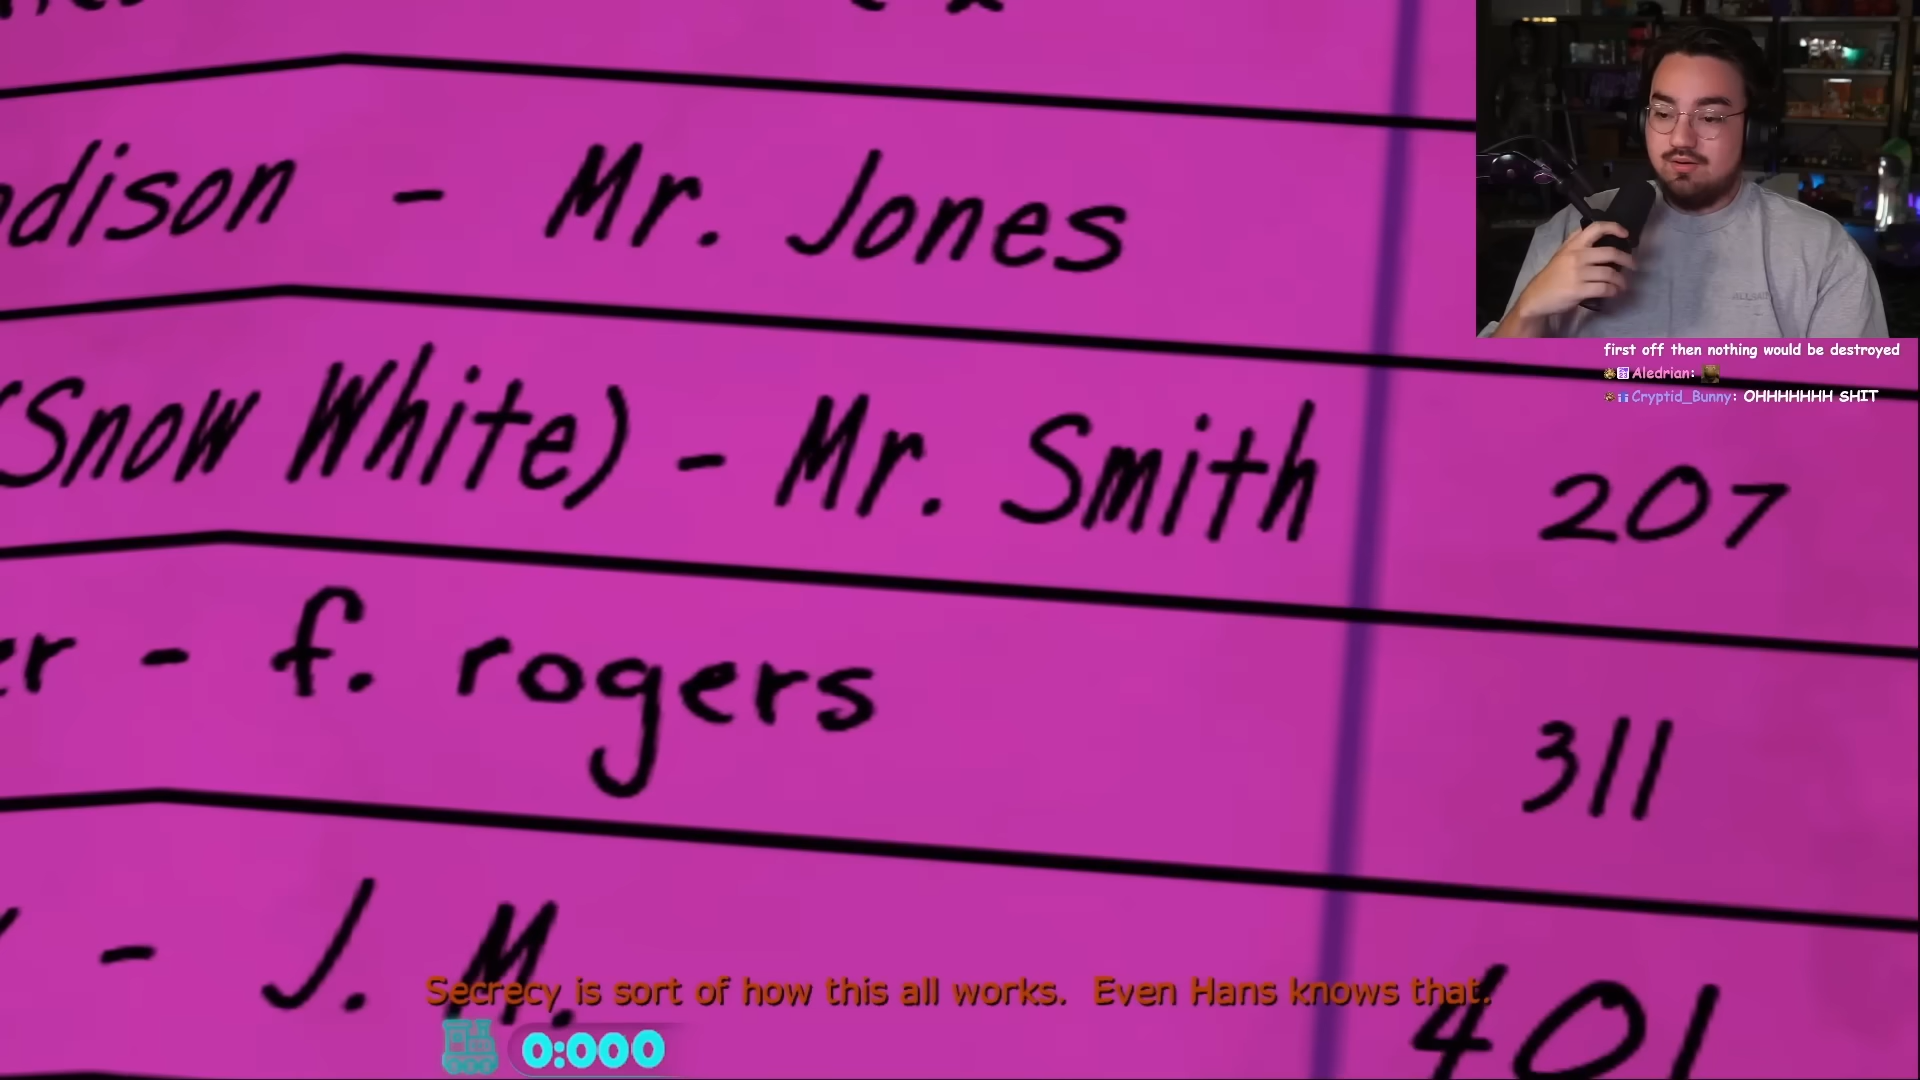 adison - Mr. Jones
(Snow White) - Mr. Smith 207
er - f. rogers 311
- J. M. 401
first off then nothing would be destroyed
Aledrian:
Cryptid_Bunny: OHHHHHHH SHIT
Secrecy is sort of how this all works. Even Hans knows that.
0:000